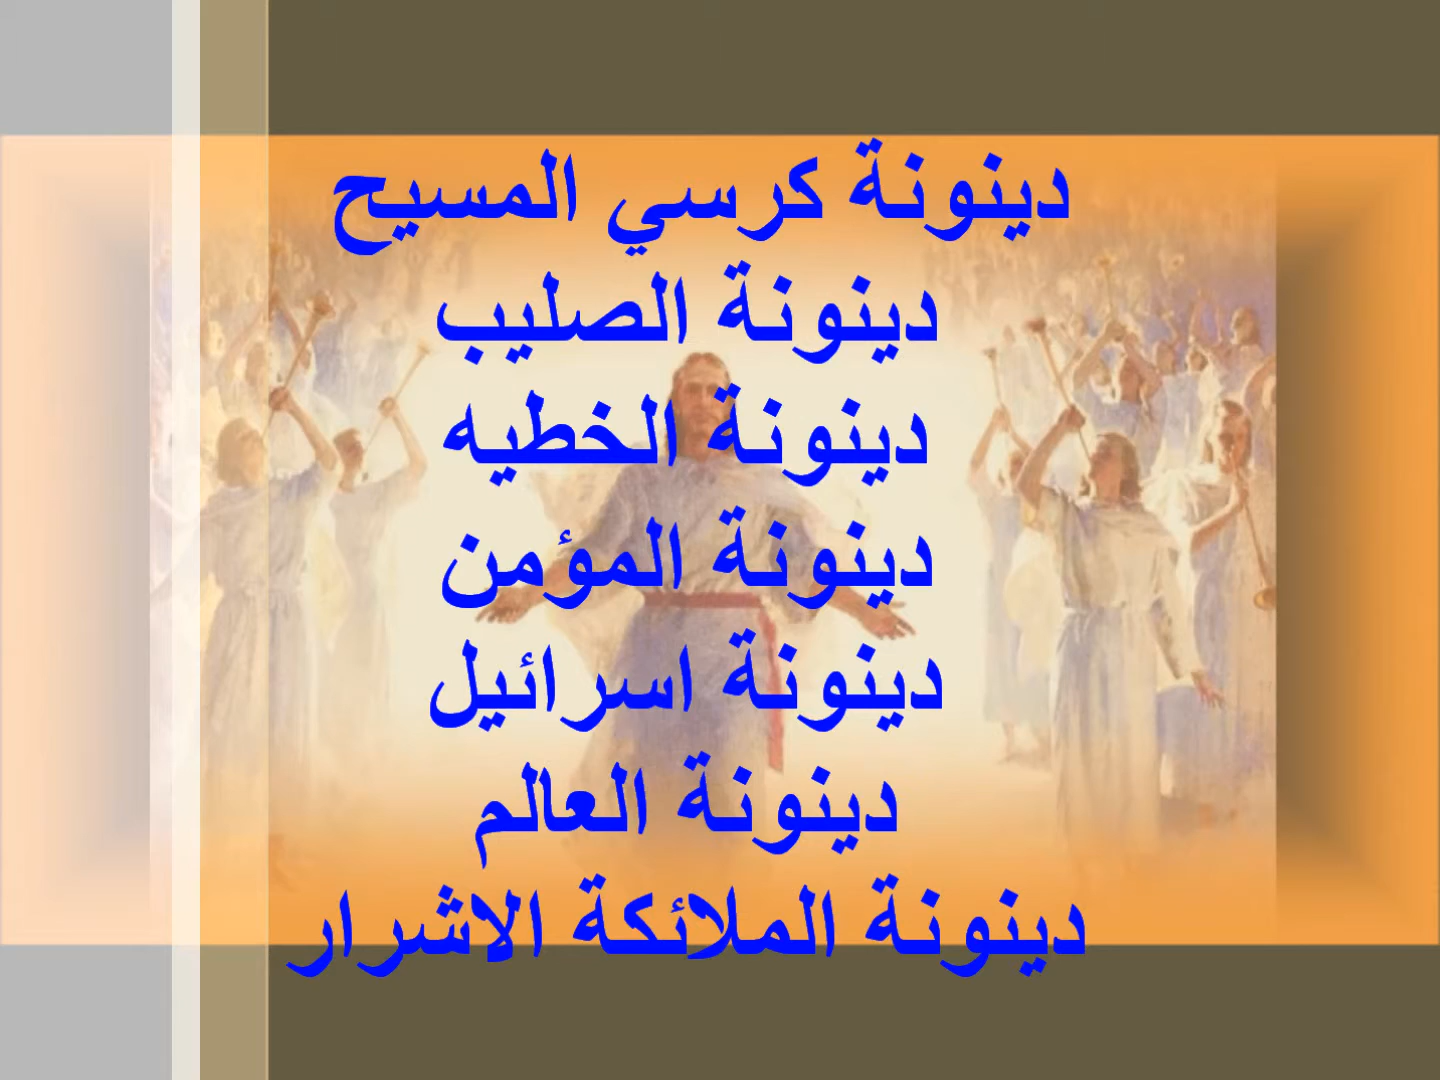 دينونة كرسي المسيح
دينونة الصليب
دينونة الخطيه
دينونة المؤمن
دينونة اسرائيل
دينونة العالم
دينونة الملائكة الاشرار